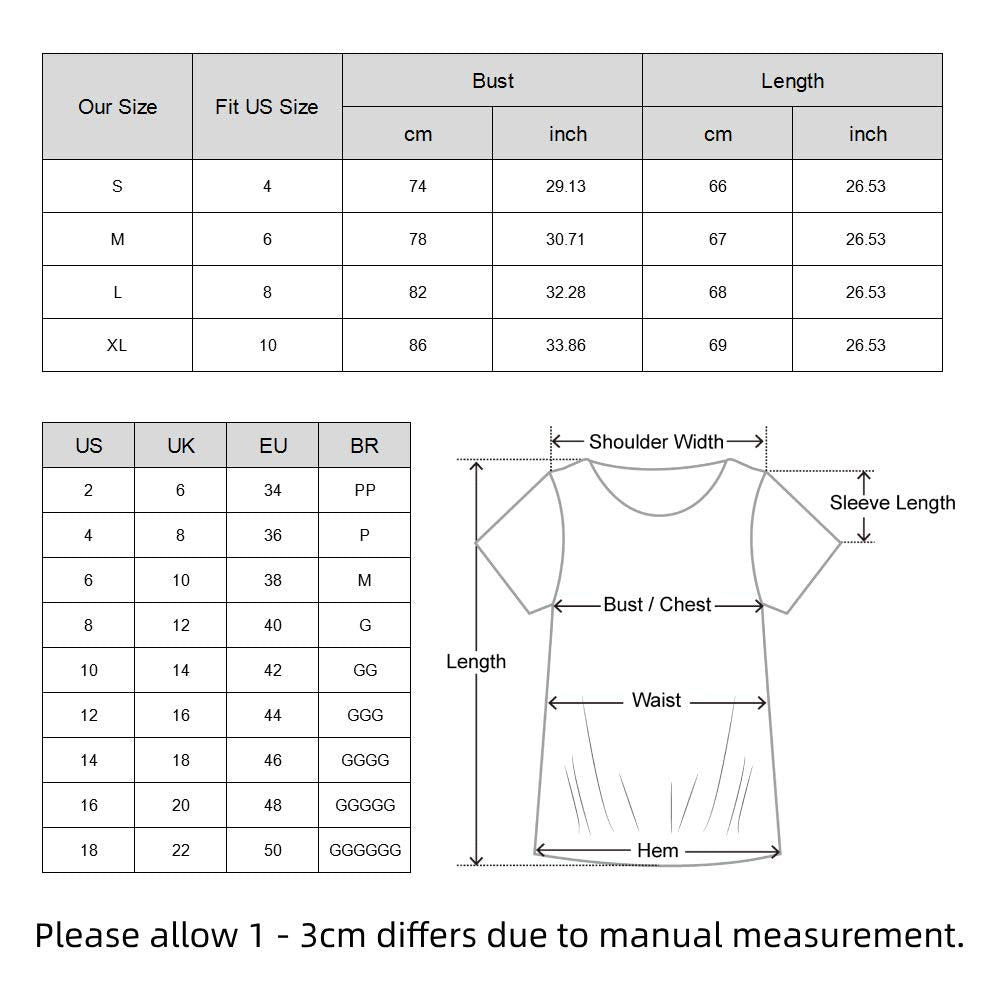 Our Size Fit US Size Bust Length
cm inch cm inch
S 4 74 29.13 66 26.53
M 6 78 30.71 67 26.53
L 8 82 32.28 68 26.53
XL 10 86 33.86 69 26.53
US UK EU BR
2 6 34 PP
4 8 36 P
6 10 38 M
8 12 40 G
10 14 42 GG
12 16 44 GGG
14 18 46 GGGG
16 20 48 GGGGG
18 22 50 GGGGGG
Shoulder Width
Sleeve Length
Bust / Chest
Length
Waist
Hem
Please allow 1 - 3cm differs due to manual measurement.